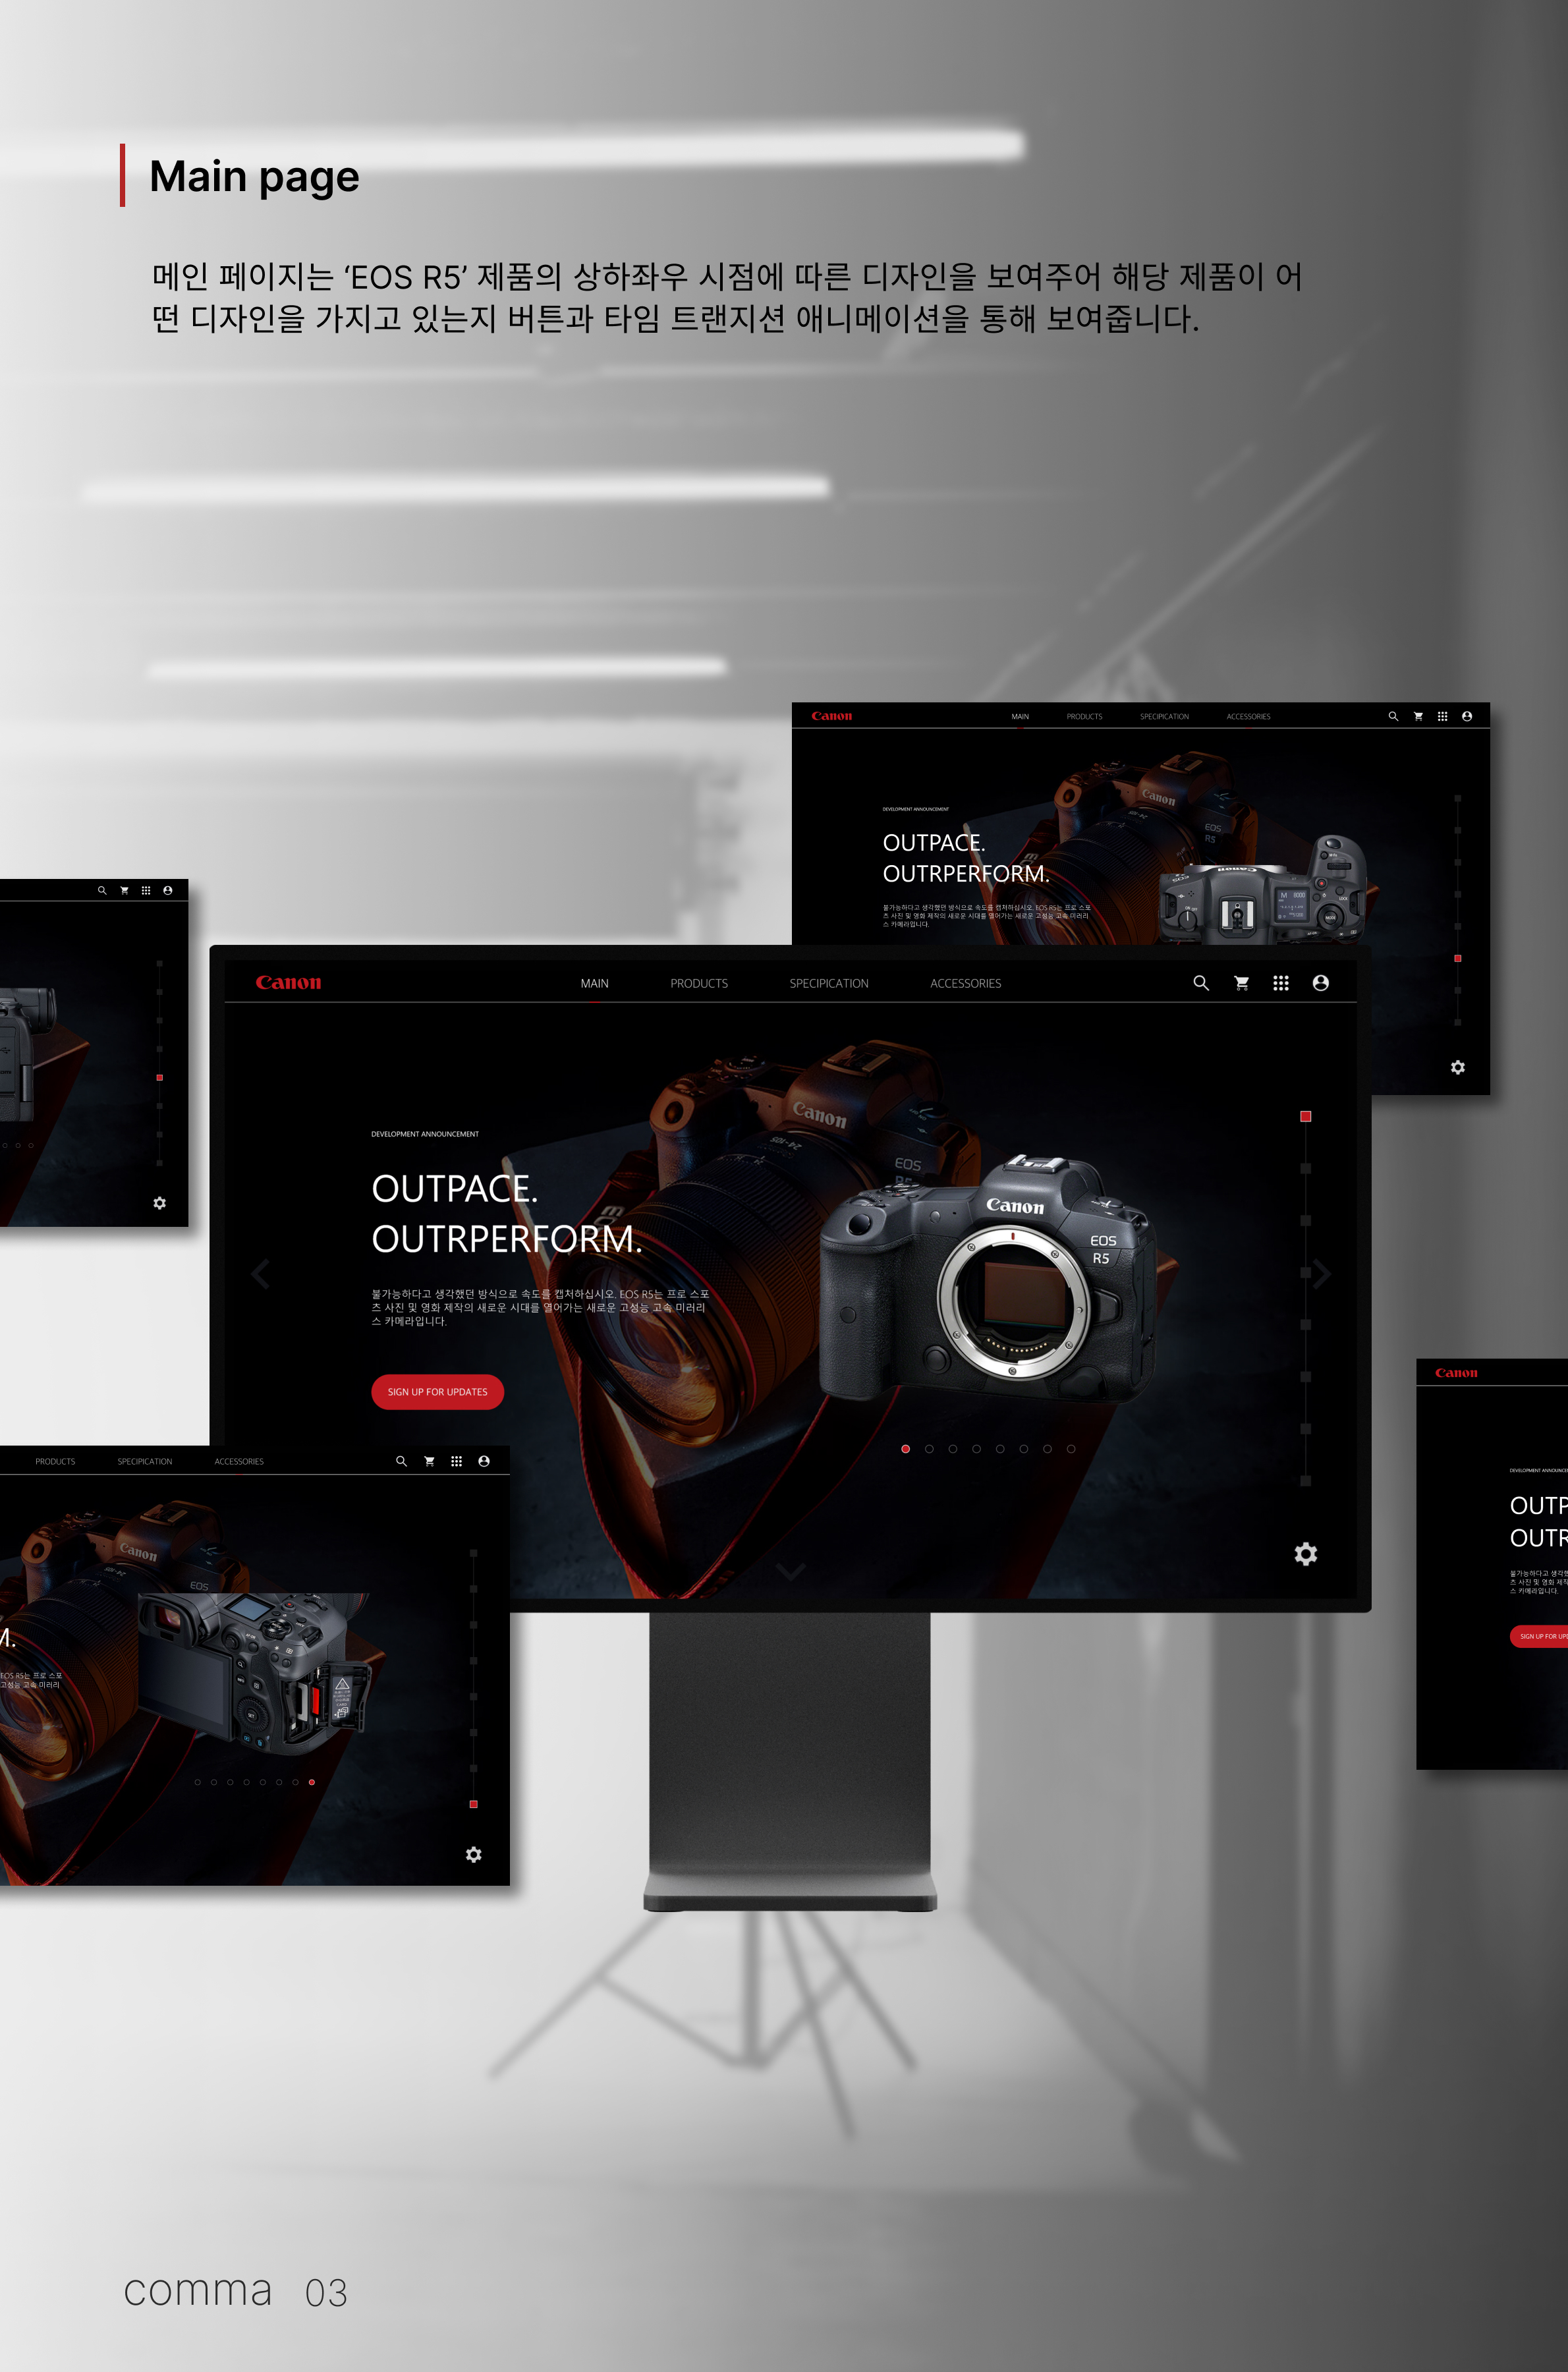 Main page
메인 페이지는 ‘EOS R5’ 제품의 상하좌우 시점에 따른 디자인을 보여주어 해당 제품이 어
떤 디자인을 가지고 있는지 버튼과 타임 트랜지션 애니메이션을 통해 보여줍니다.
Canon MAIN PRODUCTS SPECIPICATION ACCESSORIES
Canon
EOS
R5
DEVELOPMENT ANNOUNCEMENT
OUTPACE.
OUTRPERFORM.
불가능하다고 생각했던 방식으로 속도를 캡처하십시오. EOS R5는 프로 스포
츠 사진 및 영화 제작의 새로운 시대를 열어가는 새로운 고성능 고속 미러리
스 카메라입니다.
Canon
M
Canon MAIN PRODUCTS SPECIPICATION ACCESSORIES
Canon
24-105
EOS
R5
DEVELOPMENT ANNOUNCEMENT
OUTPACE.
OUTRPERFORM.
Canon
EOS
R5
불가능하다고 생각했던 방식으로 속도를 캡처하십시오. EOS R5는 프로 스포
츠 사진 및 영화 제작의 새로운 시대를 열어가는 새로운 고성능 고속 미러리
스 카메라입니다.
SIGN UP FOR UPDATES
PRODUCTS SPECIPICATION ACCESSORIES
Canon
EOS
M.
EOS R5는 프로 스포
고성능 고속 미러리
Canon
DEVELOPMENT
OUTP
OUTR
불가능하다고 생각
츠 사진 및 영화 제작
스 카메라입니다.
SIGN UP FOR UP
comma 03